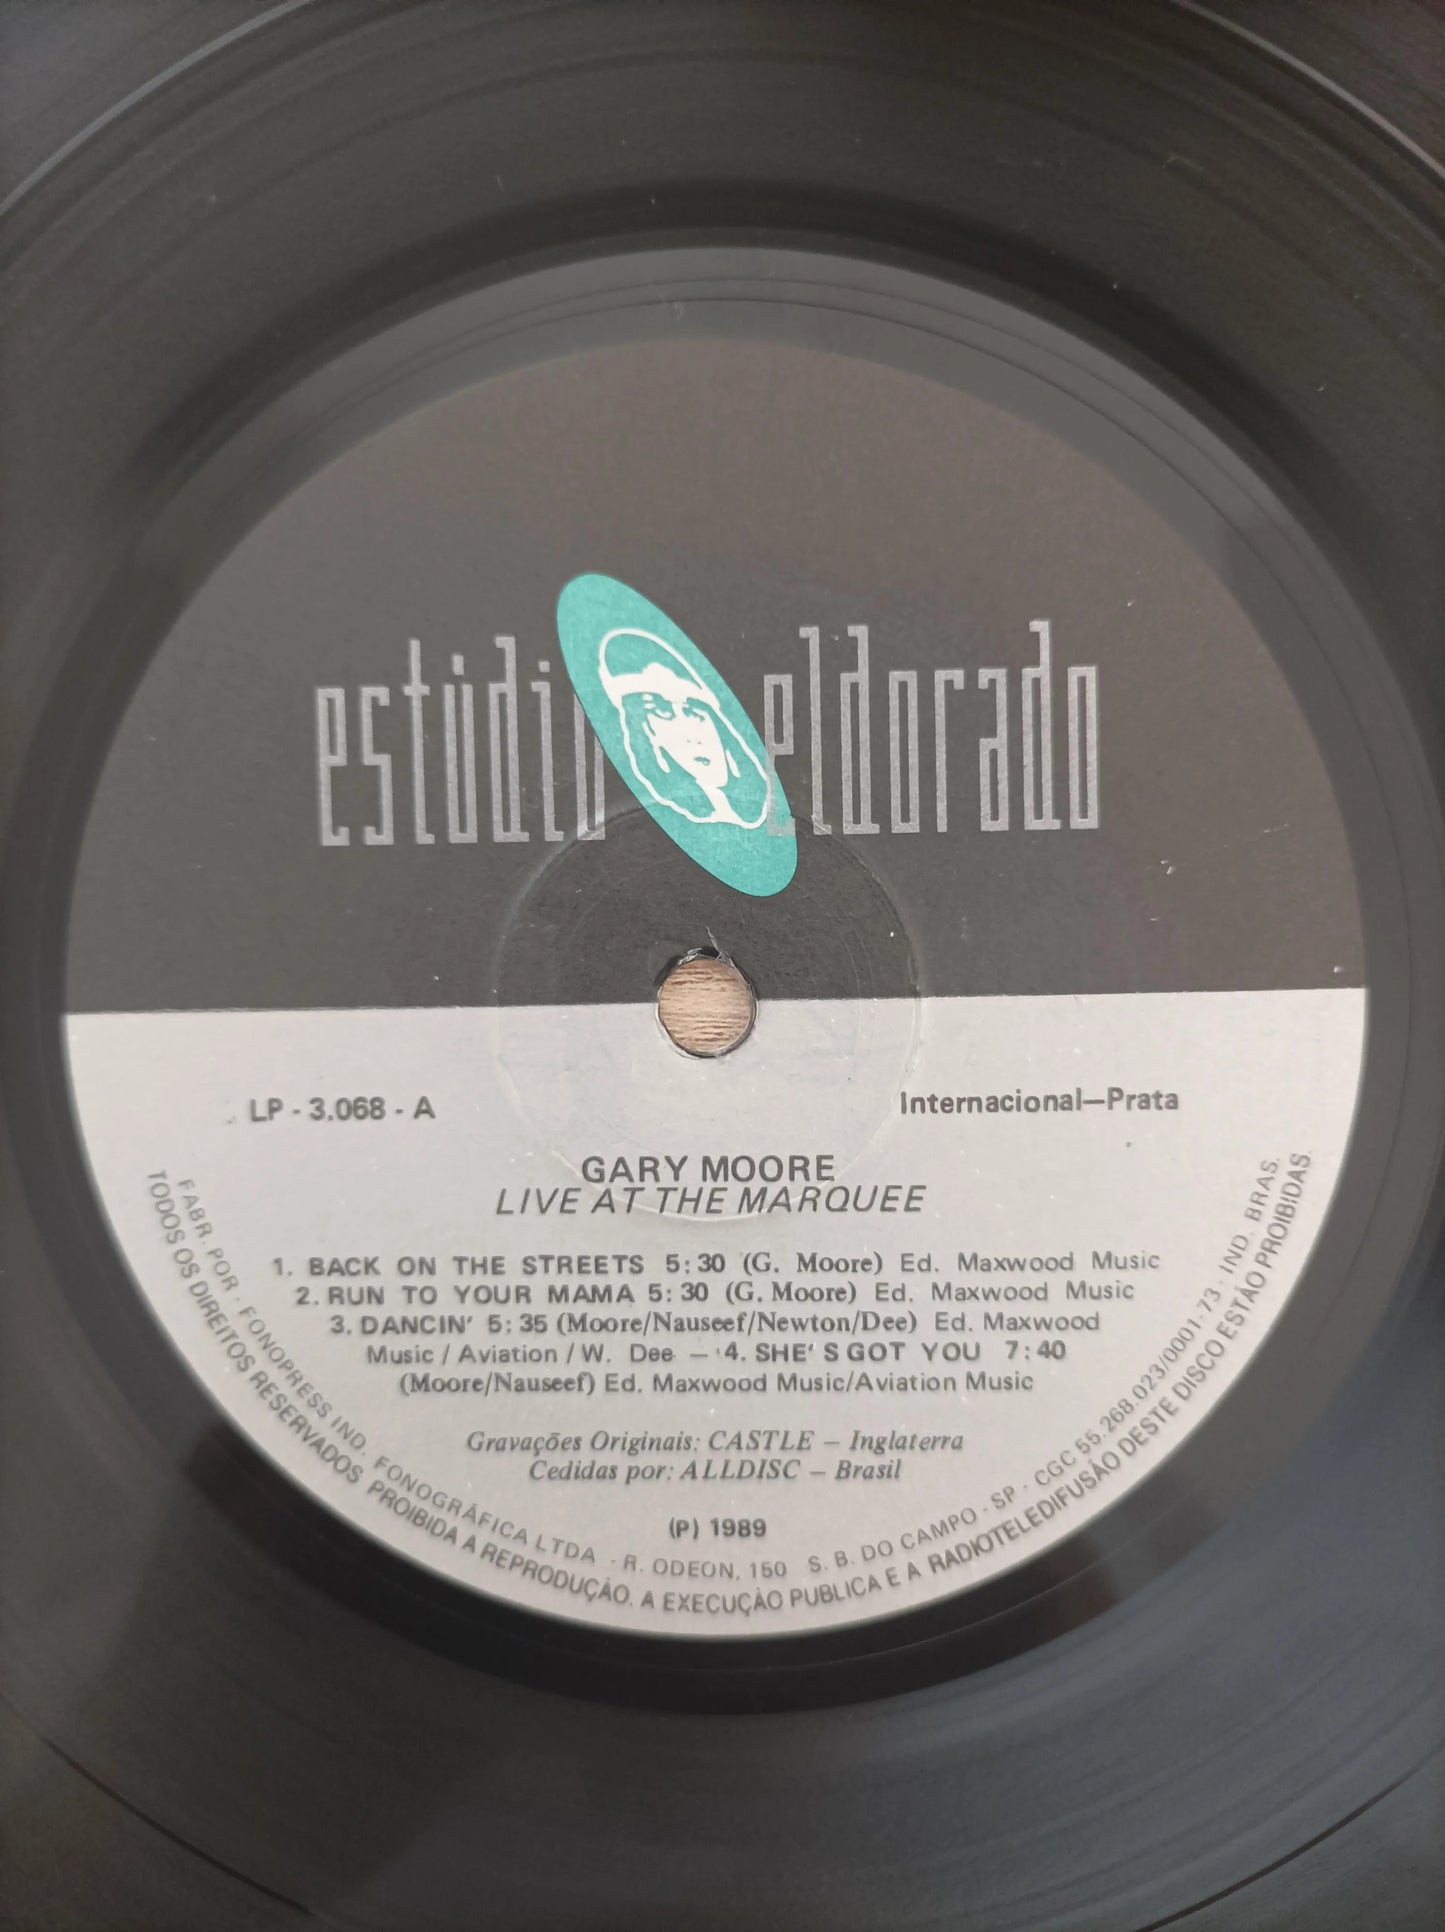 estúdio eldorado
LP - 3.068 - A
Internacional—Prata
GARY MOORE
LIVE AT THE MARQUEE
1. BACK ON THE STREETS 5:30 (G. Moore) Ed. Maxwood Music
2. RUN TO YOUR MAMA 5:30 (G. Moore) Ed. Maxwood Music
3. DANCIN' 5:35 (Moore/Nauseef/Newton/Dee) Ed. Maxwood
Music / Aviation / W. Dee — 4. SHE'S GOT YOU 7:40
(Moore/Nauseef) Ed. Maxwood Music/Aviation Music
Gravações Originais: CASTLE – Inglaterra
Cedidas por: ALLDISC – Brasil
(P) 1989
FABR. POR · FONOPRESS IND. FONOGRÁFICA LTDA · R. ODEON, 150 S. B. DO CAMPO · SP · CGC 55.268.023/0001-73 · IND. BRAS.
TODOS OS DIREITOS RESERVADOS PROIBIDA A REPRODUÇÃO, A EXECUÇÃO PUBLICA E A RADIOTELEDIFUSÃO DESTE DISCO ESTÃO PROIBIDAS.